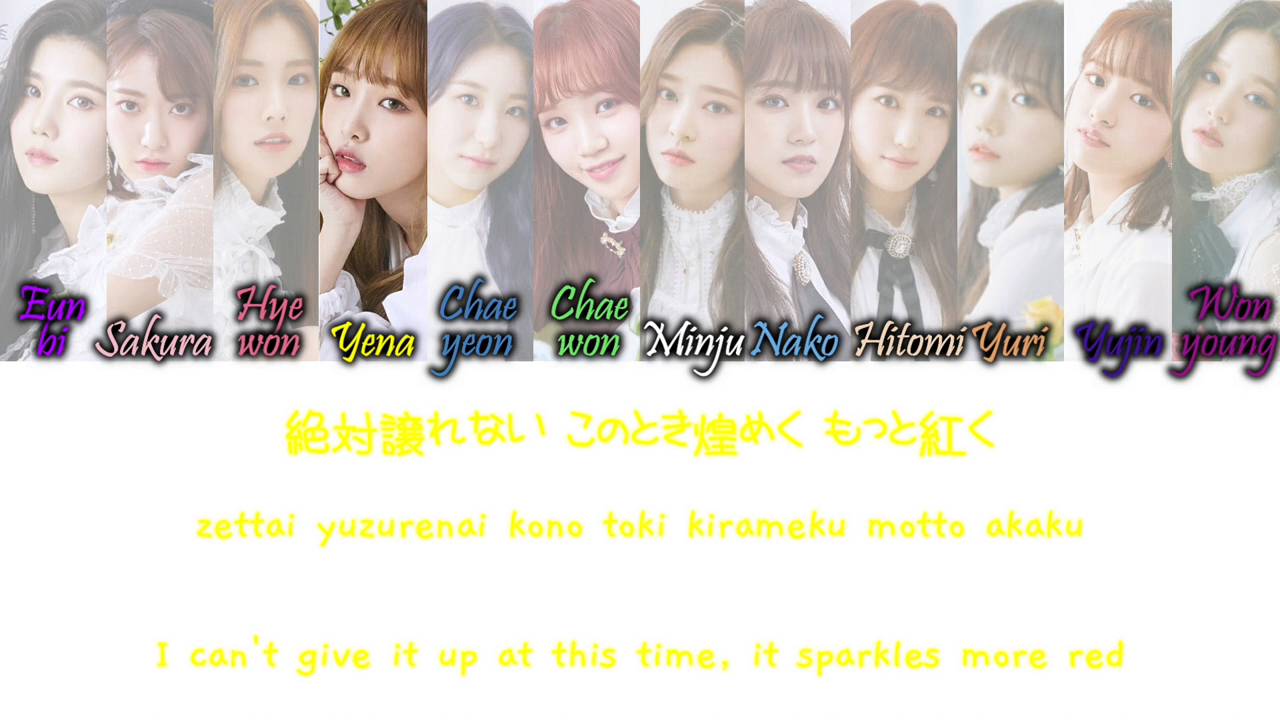 Eun bi
Sakura
Hye won
Yena
Chae yeon
Chae won
Minju
Nako
Hitomi
Yuri
Yujin
Won young
絶対譲れない このとき煌めく もっと紅く
zettai yuzurenai kono toki kirameku motto akaku
I can't give it up at this time, it sparkles more red